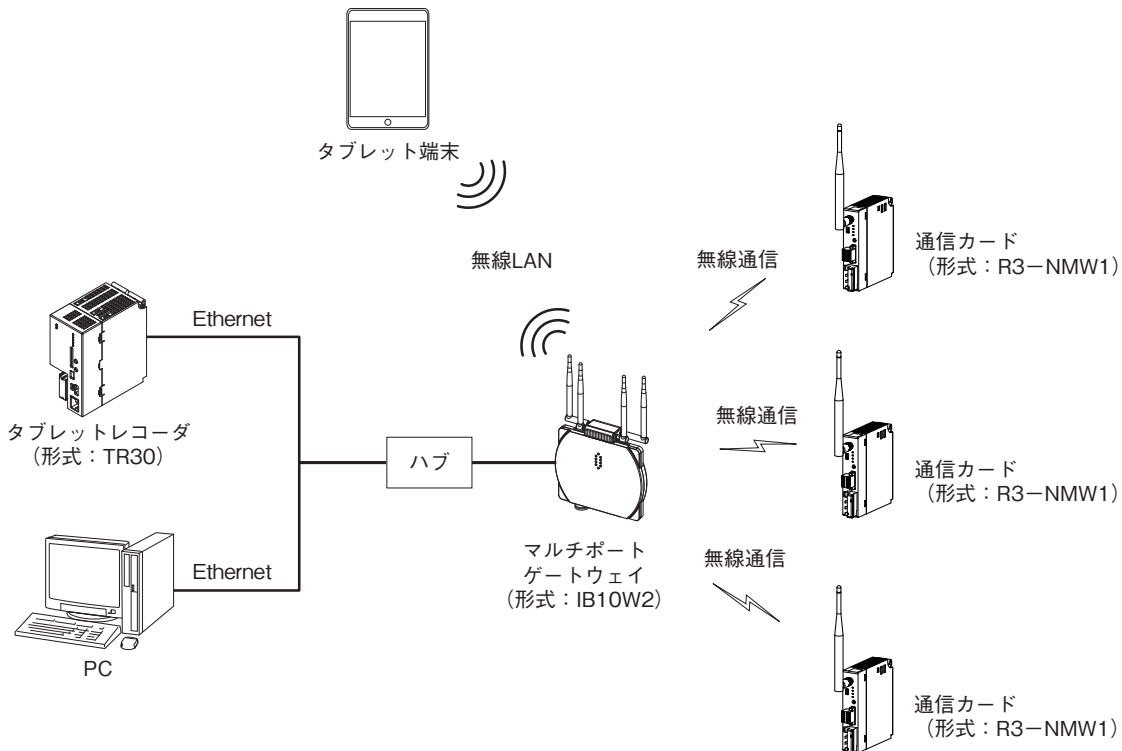 タブレット端末
無線LAN
無線通信
通信カード
（形式：R3－NMW1）
Ethernet
タブレットレコーダ
（形式：TR30）
ハブ
無線通信
通信カード
（形式：R3－NMW1）
マルチポート
ゲートウェイ
（形式：IB10W2）
無線通信
Ethernet
PC
通信カード
（形式：R3－NMW1）